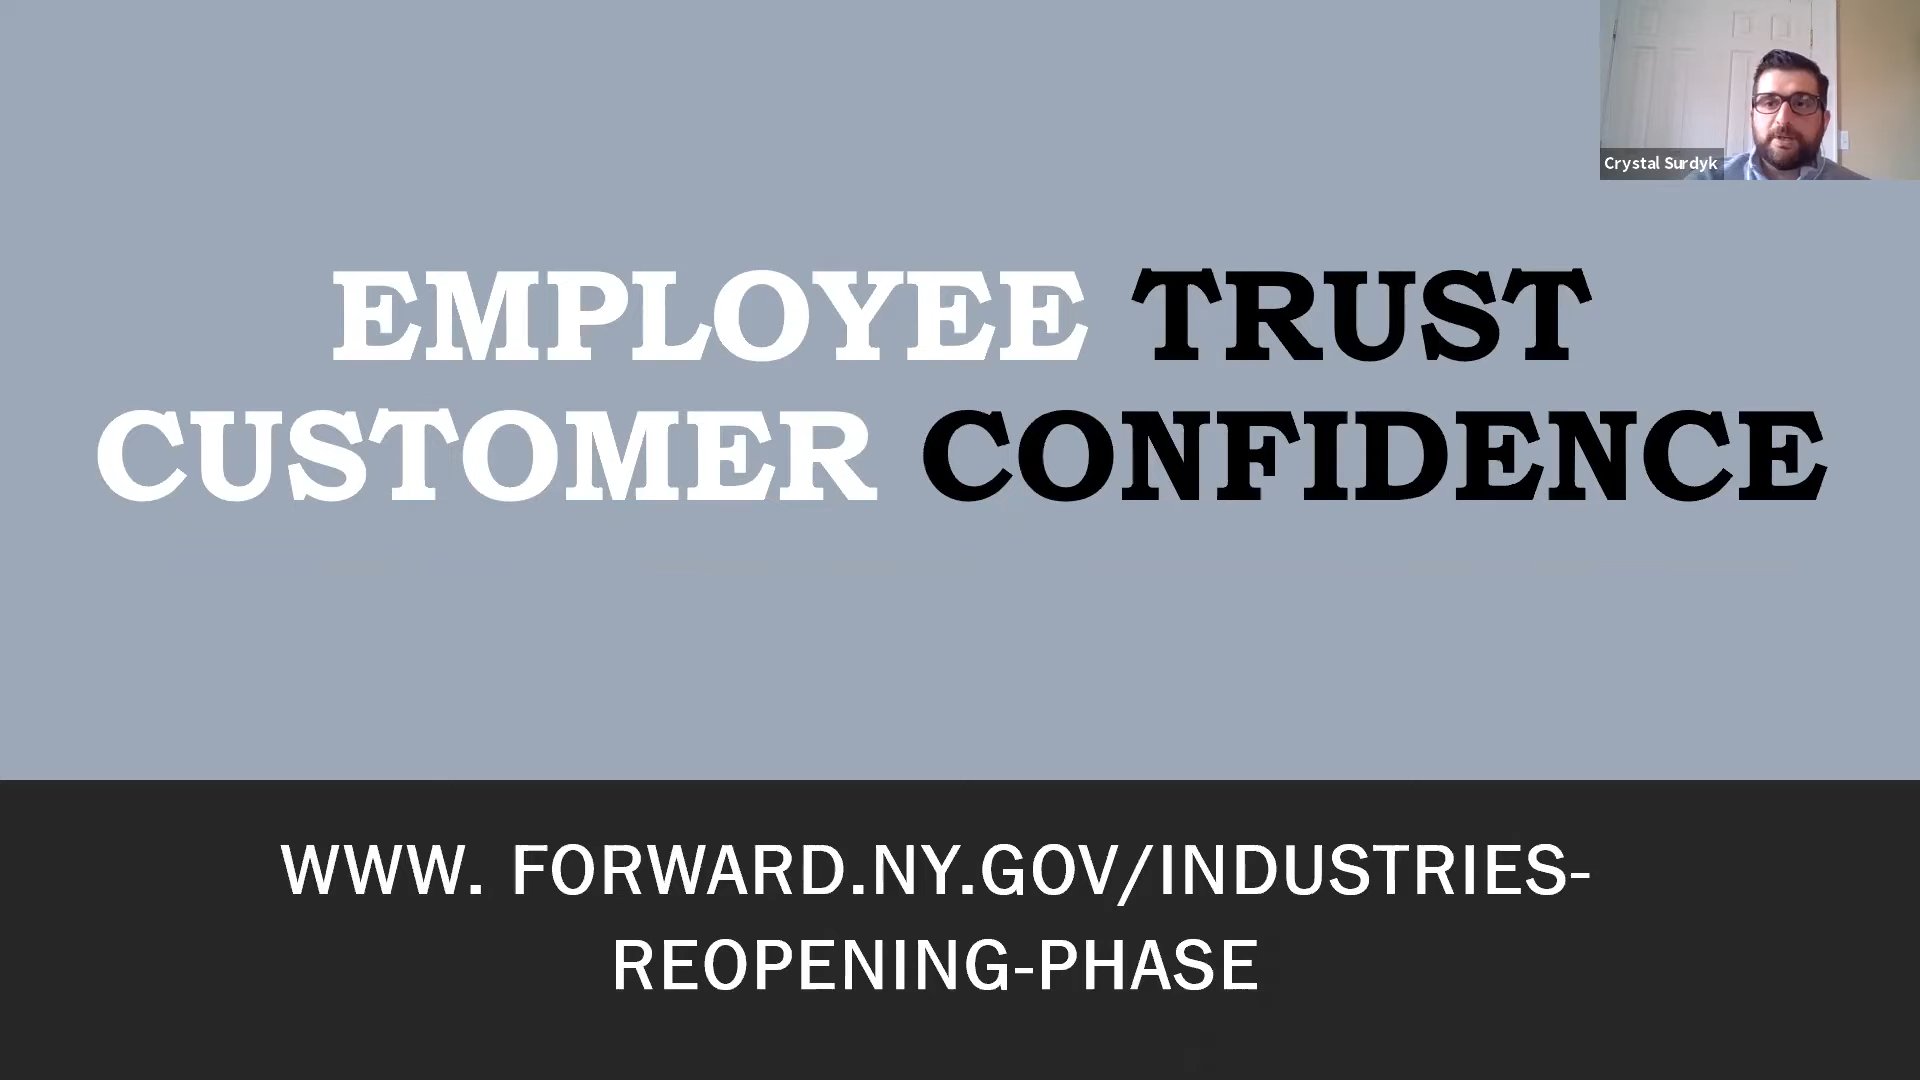 Crystal Surdyk
EMPLOYEE TRUST
CUSTOMER CONFIDENCE
WWW. FORWARD.NY.GOV/INDUSTRIES-
REOPENING-PHASE